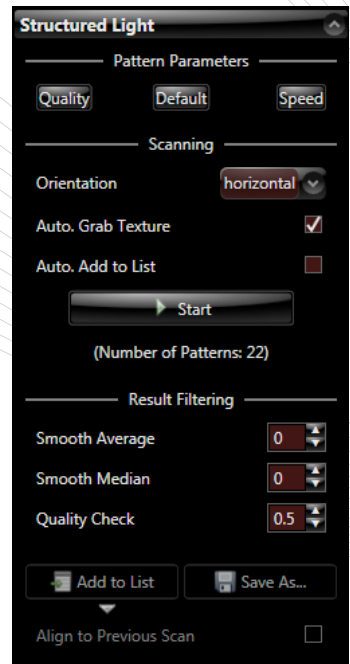 Structured Light
Pattern Parameters
Quality Default Speed
Scanning
Orientation horizontal
Auto. Grab Texture
Auto. Add to List
Start
(Number of Patterns: 22)
Result Filtering
Smooth Average 0
Smooth Median 0
Quality Check 0.5
Add to List Save As...
Align to Previous Scan